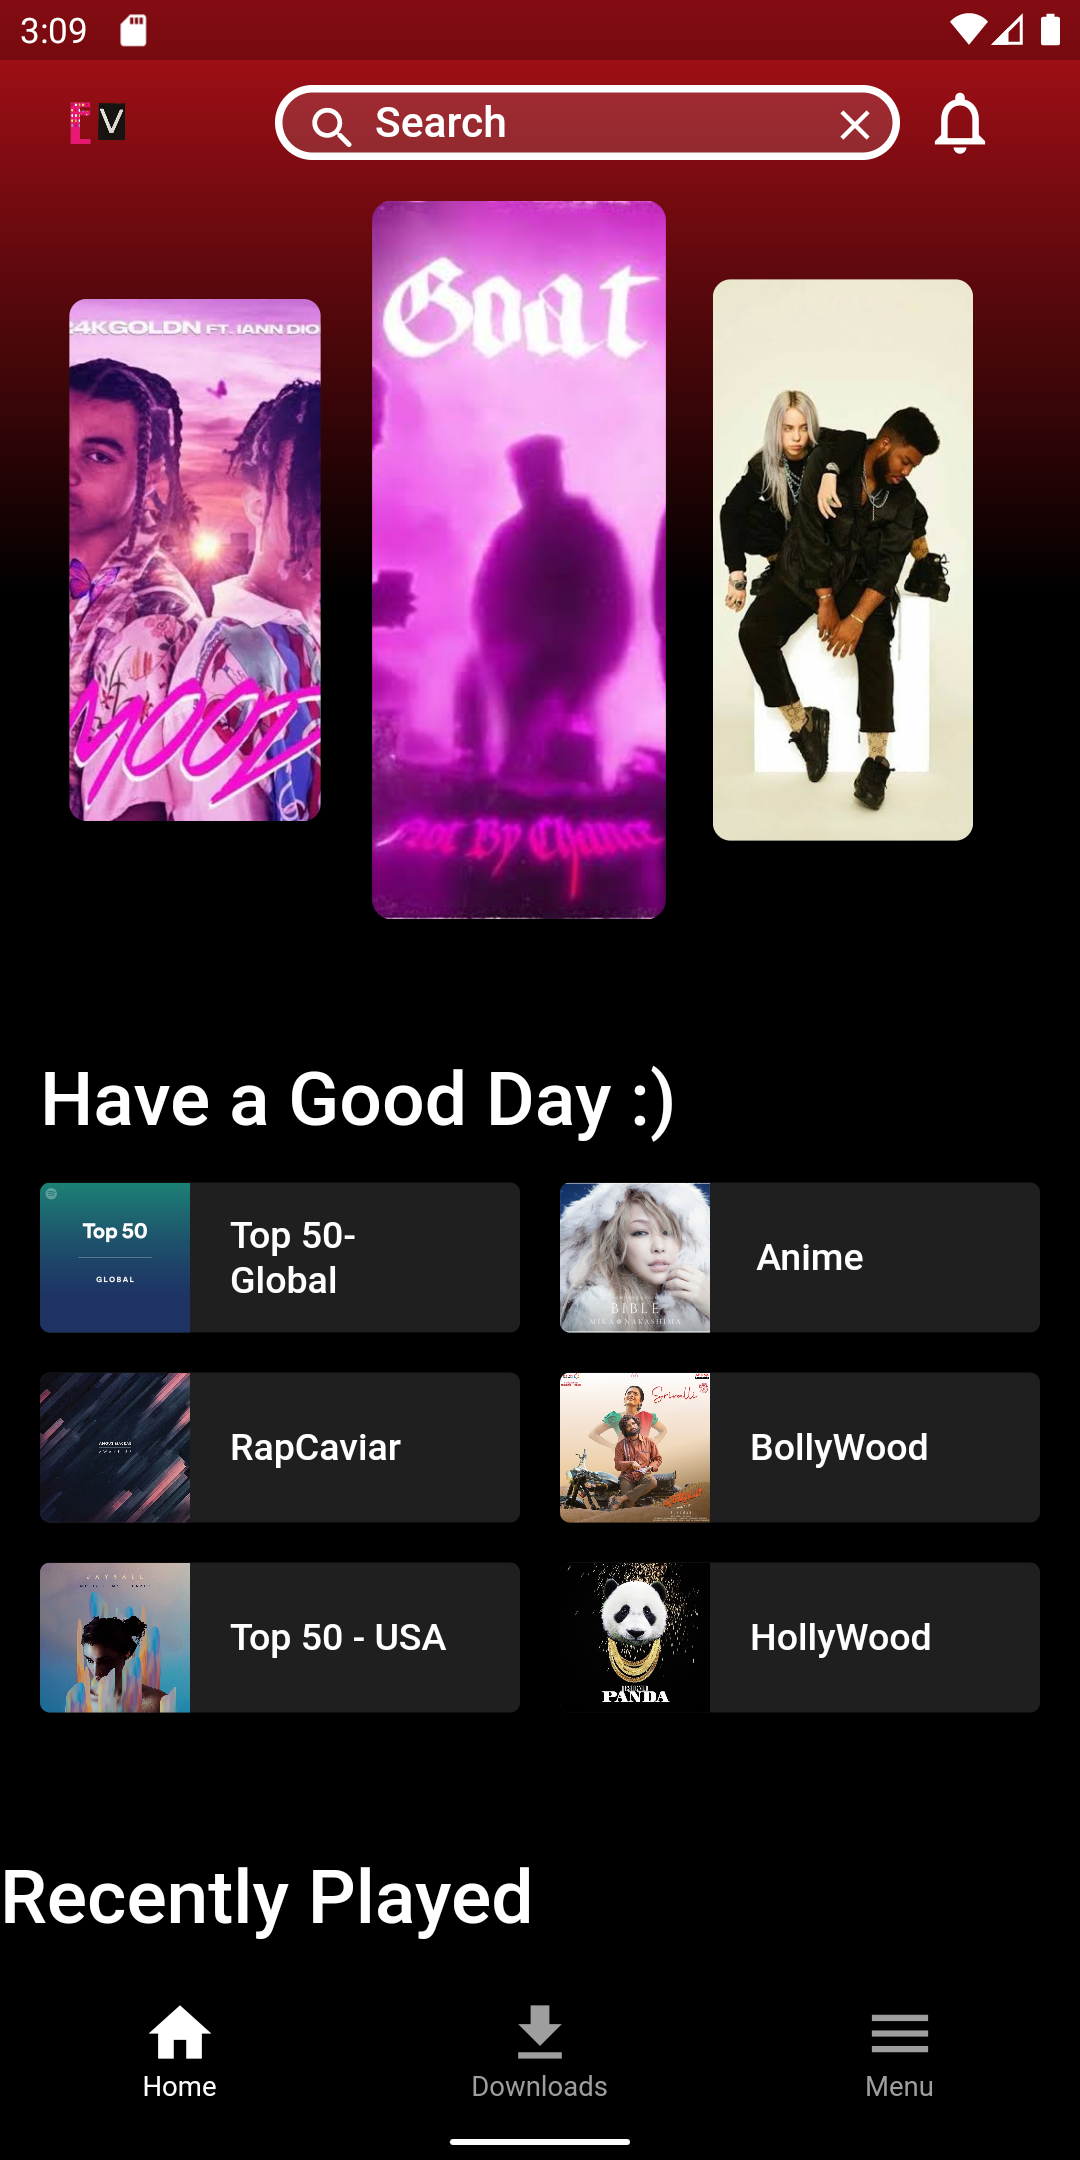 3:09
E V
Search
24KGOLDN FT. IANN DIO
MOOD
Goat
Not By Chance
Have a Good Day :)
Top 50
GLOBAL
Top 50-
Global
BIBLE
MIKA NAKASHIMA
Anime
RapCaviar
Srivalli
BollyWood
Top 50 - USA
PANDA
HollyWood
Recently Played
Home
Downloads
Menu